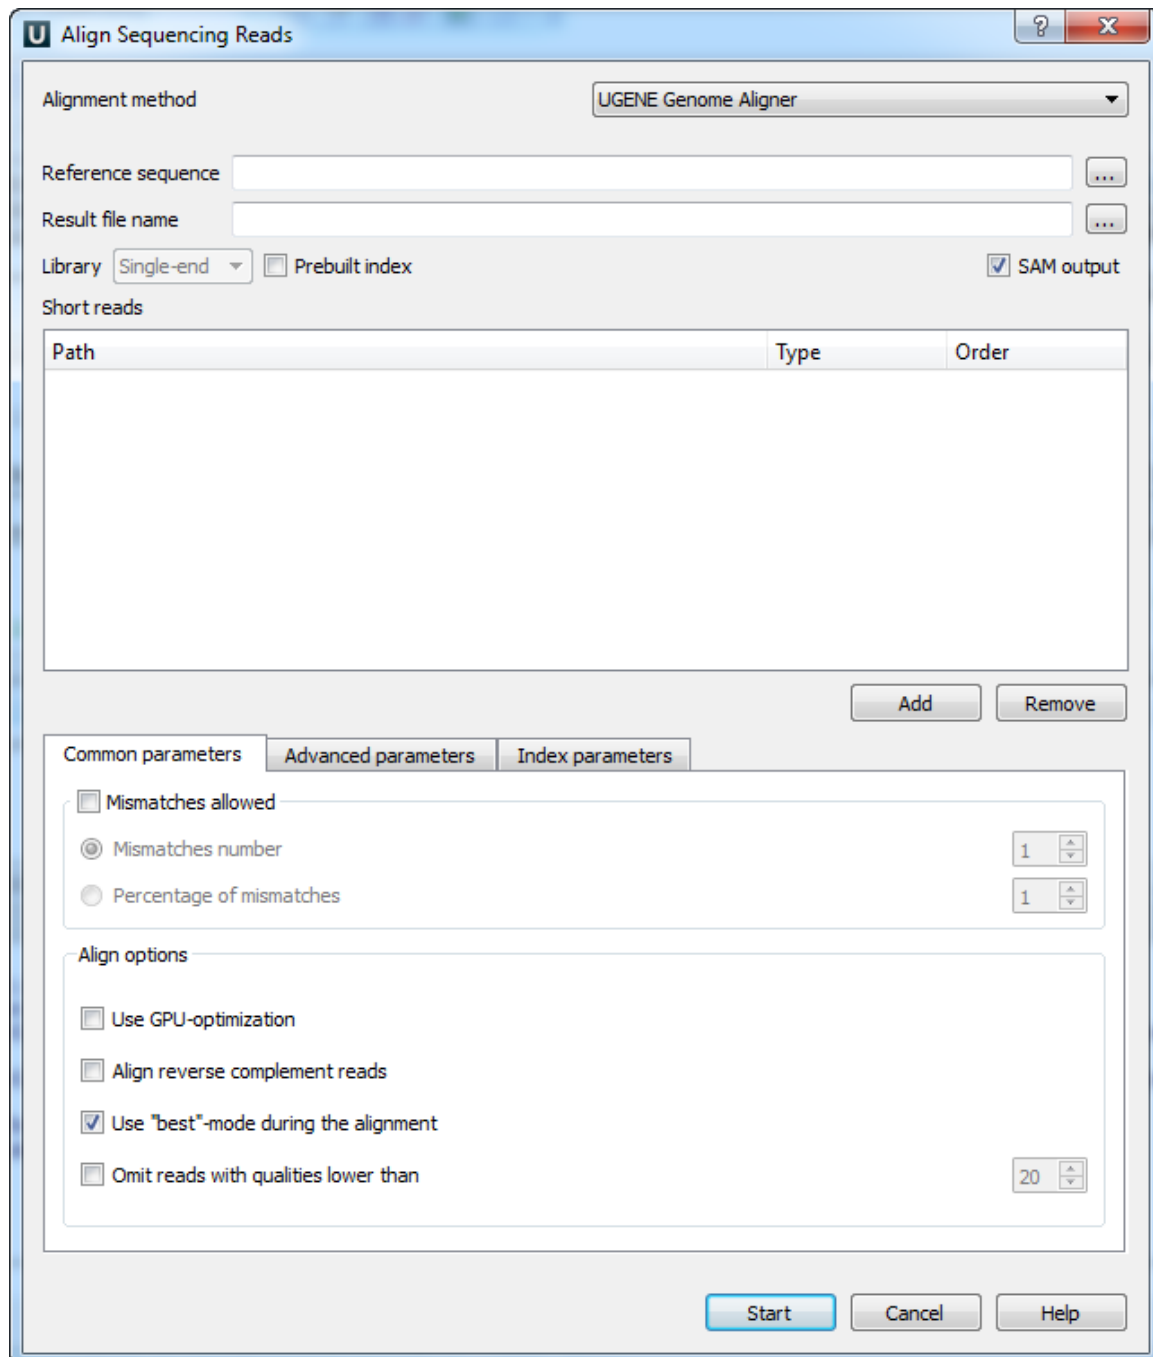 U Align Sequencing Reads ? X
Alignment method UGENE Genome Aligner
Reference sequence ...
Result file name ...
Library Single-end Prebuilt index SAM output
Short reads
Path Type Order
Add Remove
Common parameters Advanced parameters Index parameters
Mismatches allowed
Mismatches number 1
Percentage of mismatches 1
Align options
Use GPU-optimization
Align reverse complement reads
Use "best"-mode during the alignment
Omit reads with qualities lower than 20
Start Cancel Help